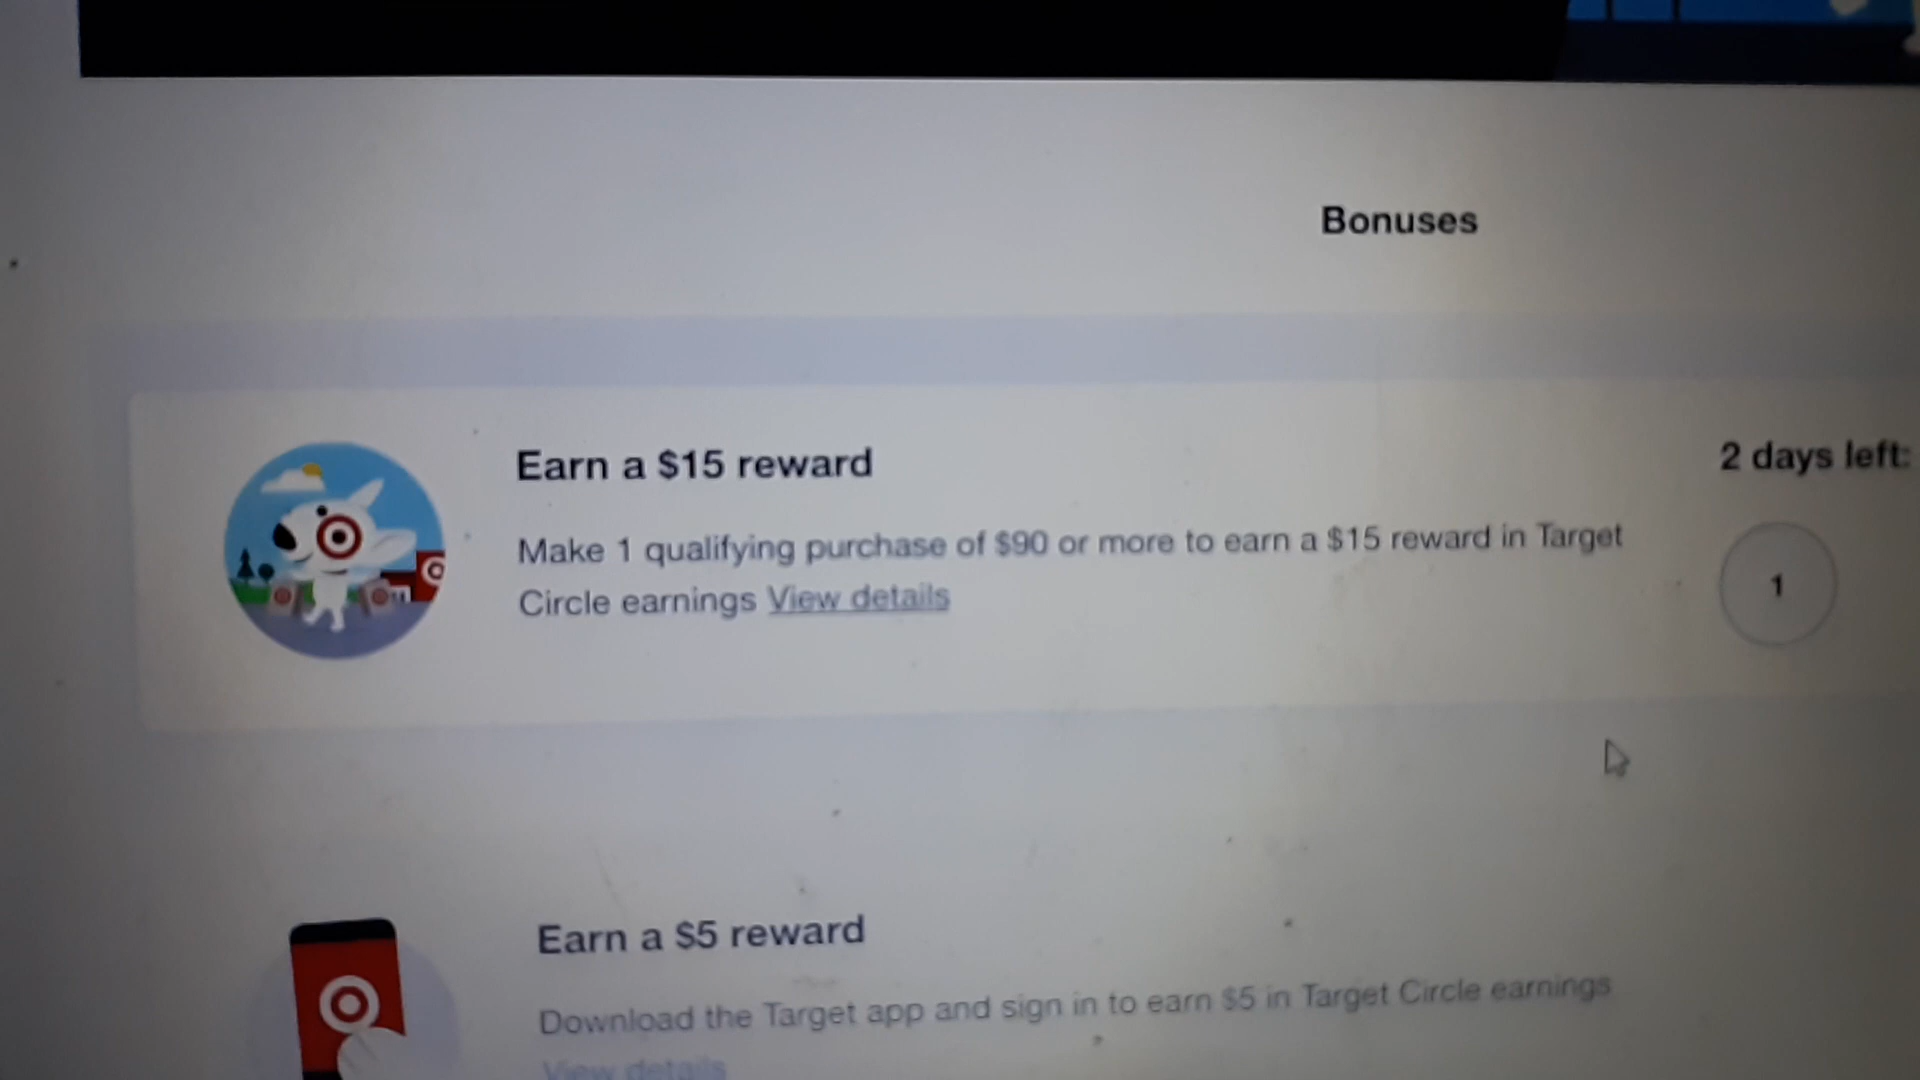 Bonuses
Earn a $15 reward
2 days left:
Make 1 qualifying purchase of $90 or more to earn a $15 reward in Target
Circle earnings View details
1
Earn a $5 reward
Download the Target app and sign in to earn $5 in Target Circle earnings
View details